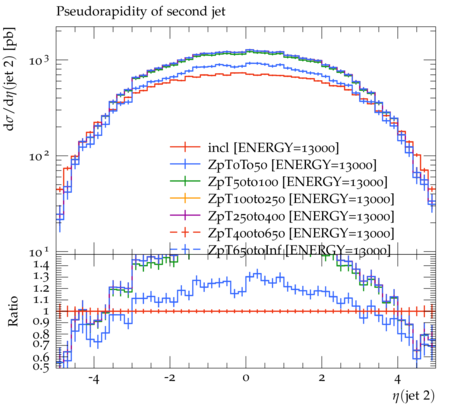 Pseudorapidity of second jet
dσ/dη(jet 2) [pb]
10³
10²
10¹
incl [ENERGY=13000]
ZpT0To50 [ENERGY=13000]
ZpT50to100 [ENERGY=13000]
ZpT100to250 [ENERGY=13000]
ZpT250to400 [ENERGY=13000]
ZpT400to650 [ENERGY=13000]
ZpT650toInf [ENERGY=13000]
Ratio
1.4
1.3
1.2
1.1
1
0.9
0.8
0.7
0.6
0.5
-4 -2 0 2 4
η(jet 2)